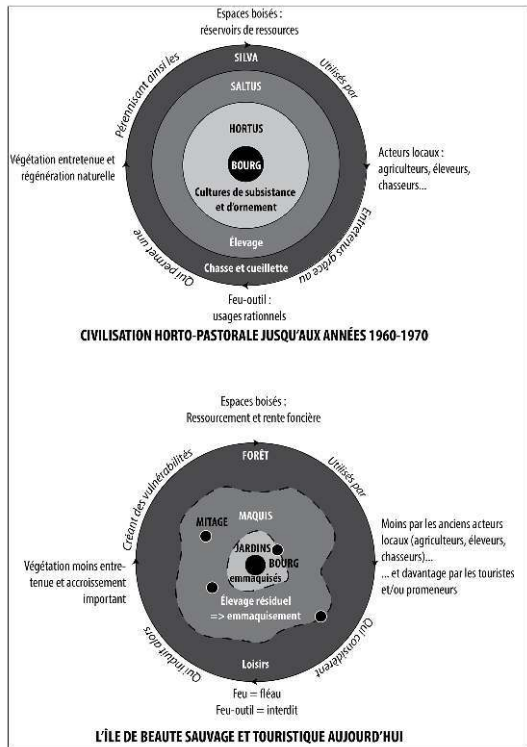 Espaces boisés :
réservoirs de ressources
Pérennisant ainsi les
SILVA
Utilisés par
SALTUS
HORTUS
Végétation entretenue et
régénération naturelle
BOURG
Acteurs locaux :
agriculteurs, éleveurs,
chasseurs...
Cultures de subsistance
et d'ornement
Élevage
Chasse et cueillette
Qui permet une
Entretenus grâce au
Feu-outil :
usages rationnels
CIVILISATION HORTO-PASTORALE JUSQU'AUX ANNÉES 1960-1970
Espaces boisés :
Ressourcement et rente foncière
Créant des vulnérabilités
FORÊT
Utilisés par
MITAGE
MAQUIS
JARDINS
BOURG
emmaquisés
Végétation moins entre-
tenue et accroissement
important
Moins par les anciens acteurs
locaux (agriculteurs, éleveurs,
chasseurs)...
... et davantage par les touristes
et/ou promeneurs
Élevage résiduel
=> emmaquisement
Loisirs
Qui induit alors
Qui considèrent
Feu = fléau
Feu-outil = interdit
L'ÎLE DE BEAUTE SAUVAGE ET TOURISTIQUE AUJOURD'HUI